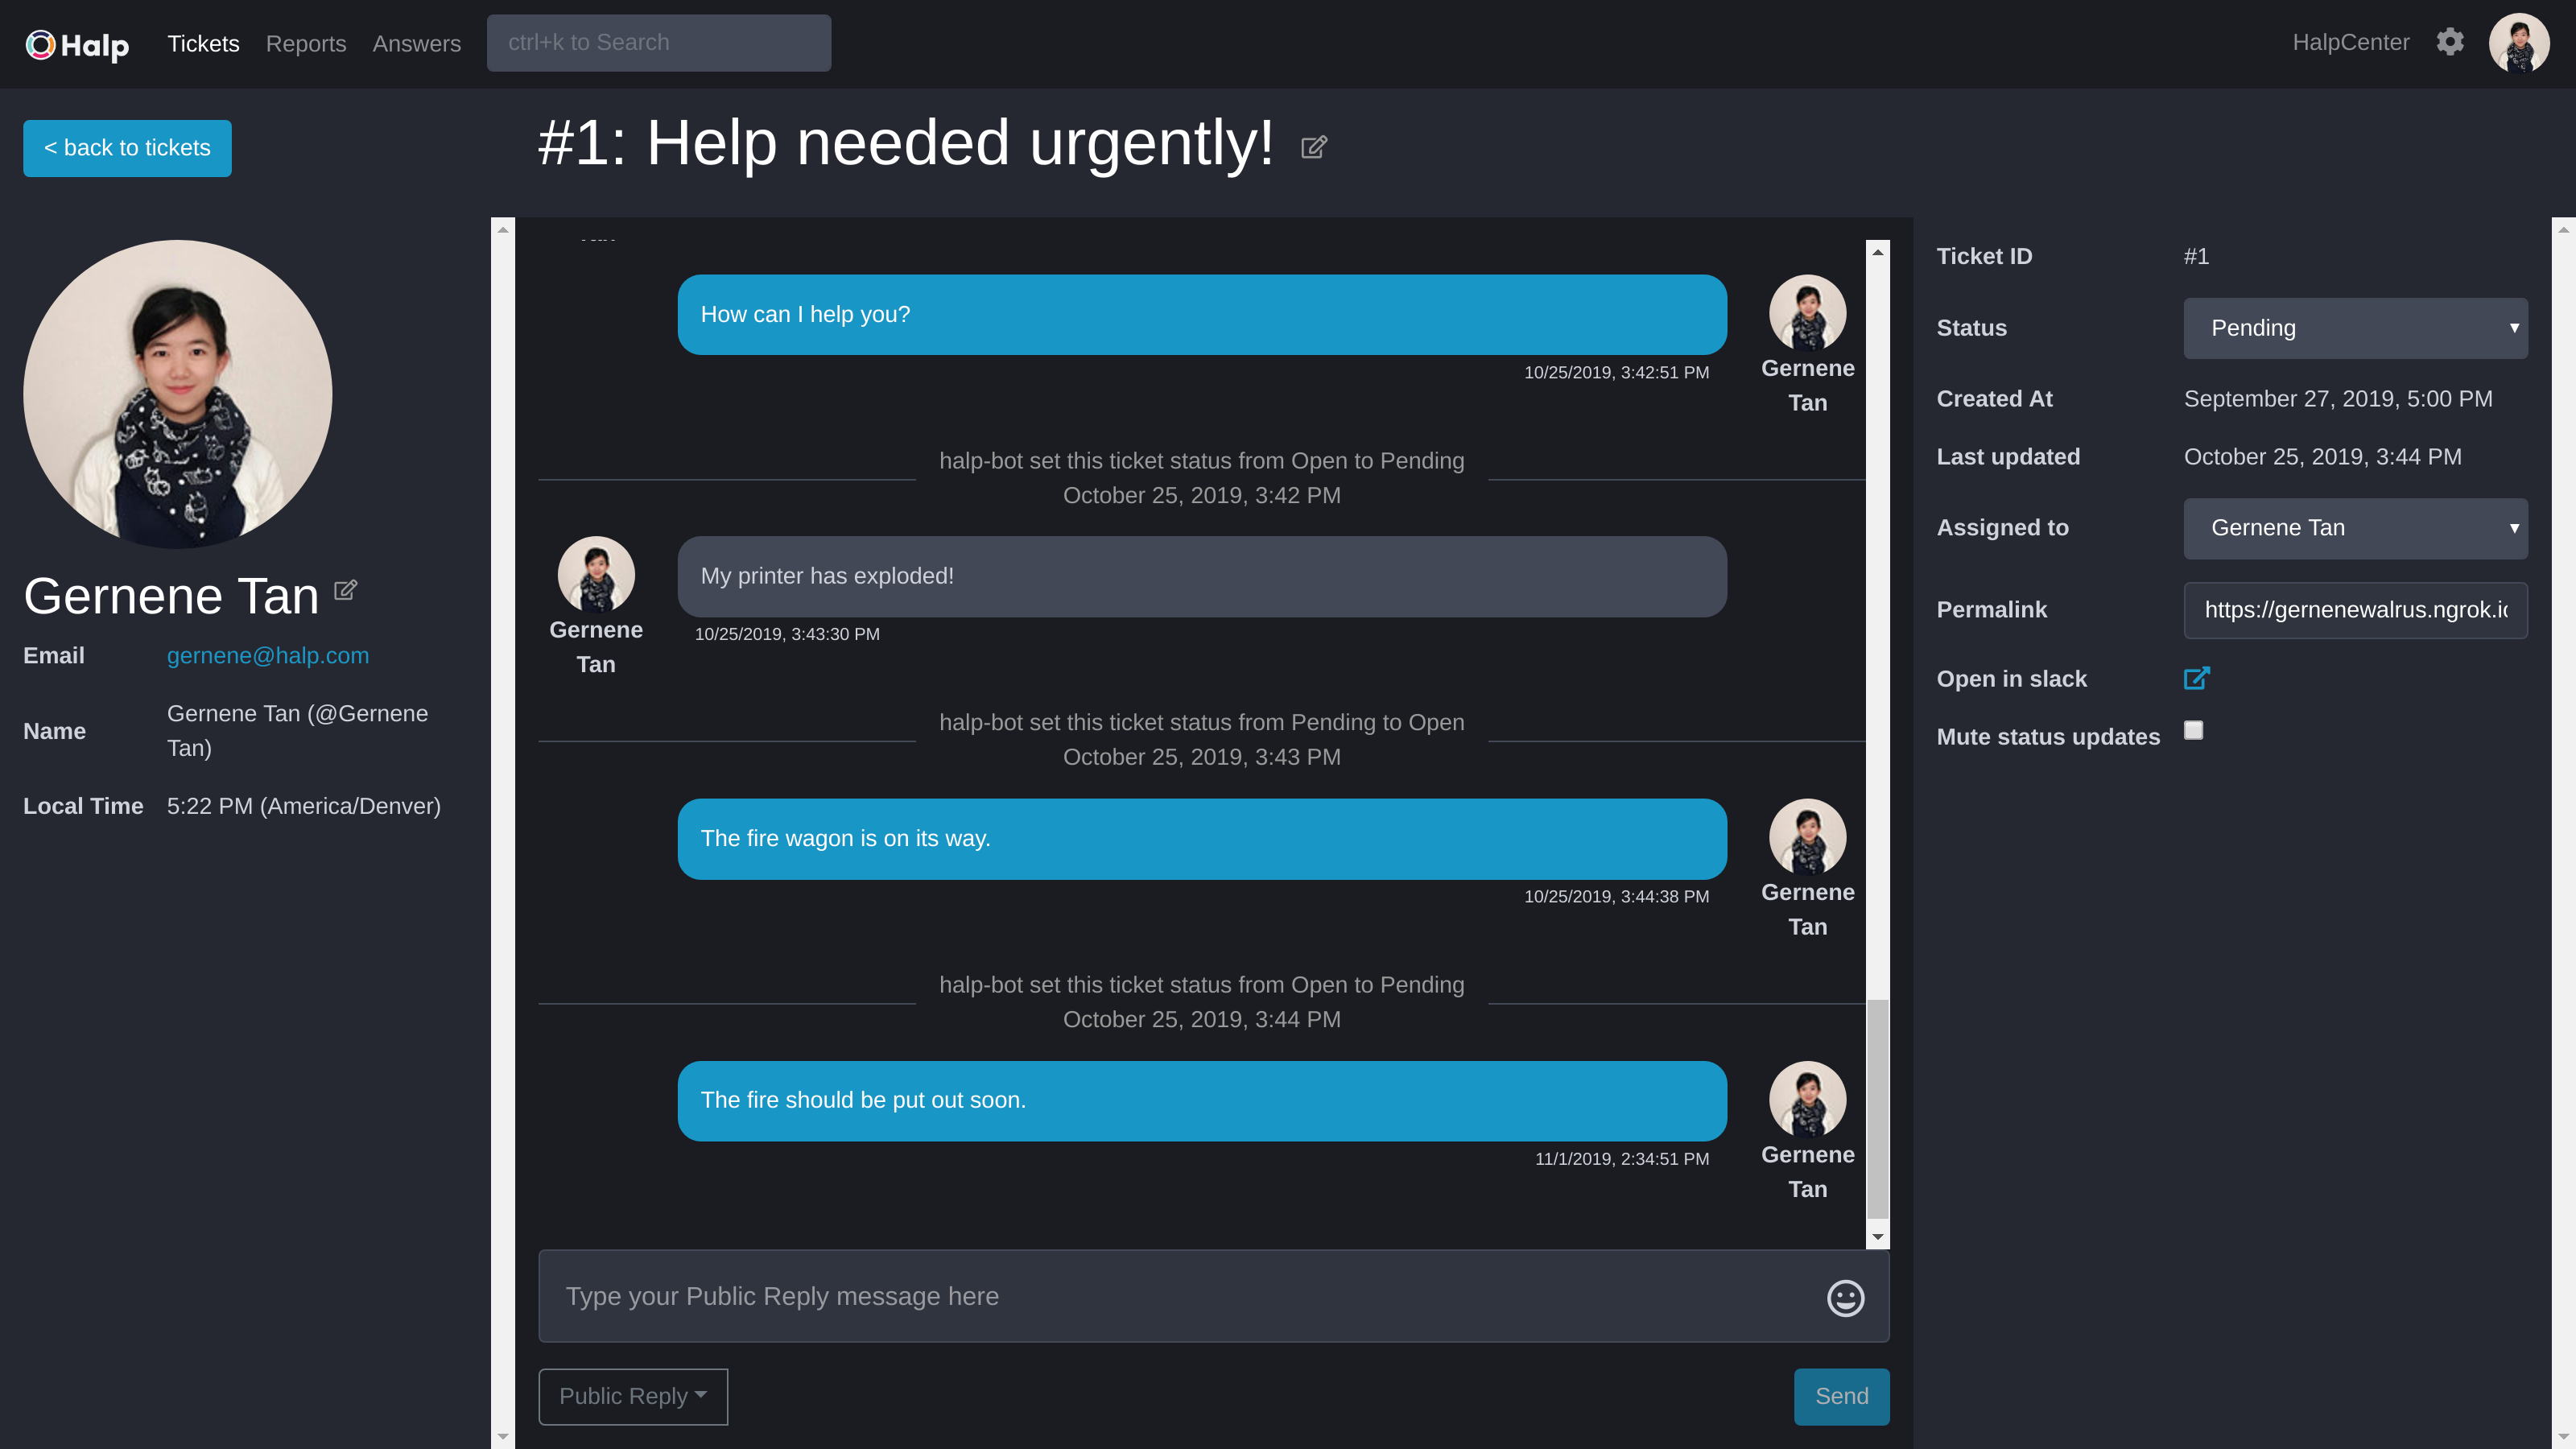 Halp
Tickets
Reports
Answers
ctrl+k to Search
HalpCenter
< back to tickets
#1: Help needed urgently!
Gernene Tan
Email
gernene@halp.com
Name
Gernene Tan (@Gernene
Tan)
Local Time
5:22 PM (America/Denver)
How can I help you?
10/25/2019, 3:42:51 PM
Gernene
Tan
halp-bot set this ticket status from Open to Pending
October 25, 2019, 3:42 PM
My printer has exploded!
Gernene
Tan
10/25/2019, 3:43:30 PM
halp-bot set this ticket status from Pending to Open
October 25, 2019, 3:43 PM
The fire wagon is on its way.
10/25/2019, 3:44:38 PM
Gernene
Tan
halp-bot set this ticket status from Open to Pending
October 25, 2019, 3:44 PM
The fire should be put out soon.
11/1/2019, 2:34:51 PM
Gernene
Tan
Type your Public Reply message here
Public Reply
Send
Ticket ID
#1
Status
Pending
Created At
September 27, 2019, 5:00 PM
Last updated
October 25, 2019, 3:44 PM
Assigned to
Gernene Tan
Permalink
Open in slack
Mute status updates